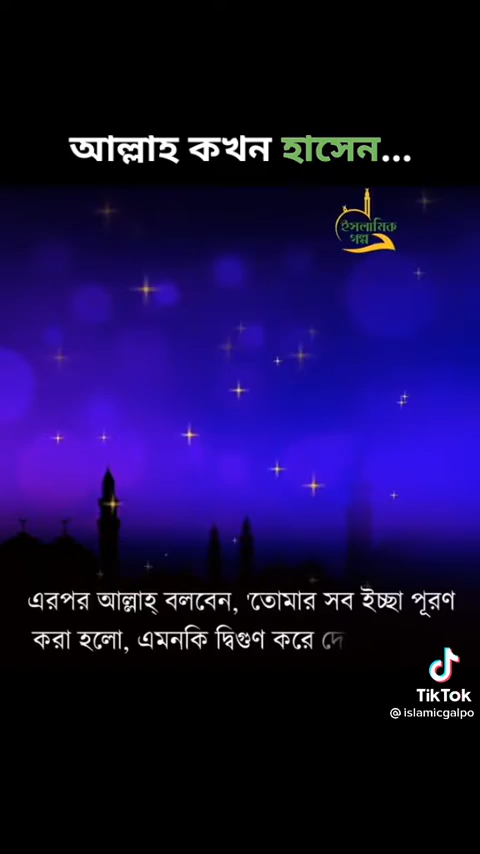 আল্লাহ কখন হাসেন...
ইসলামিক
গল্প
এরপর আল্লাহ্ বলবেন, 'তোমার সব ইচ্ছা পূরণ
করা হলো, এমনকি দ্বিগুণ করে দে
TikTok
@islamicgalpo